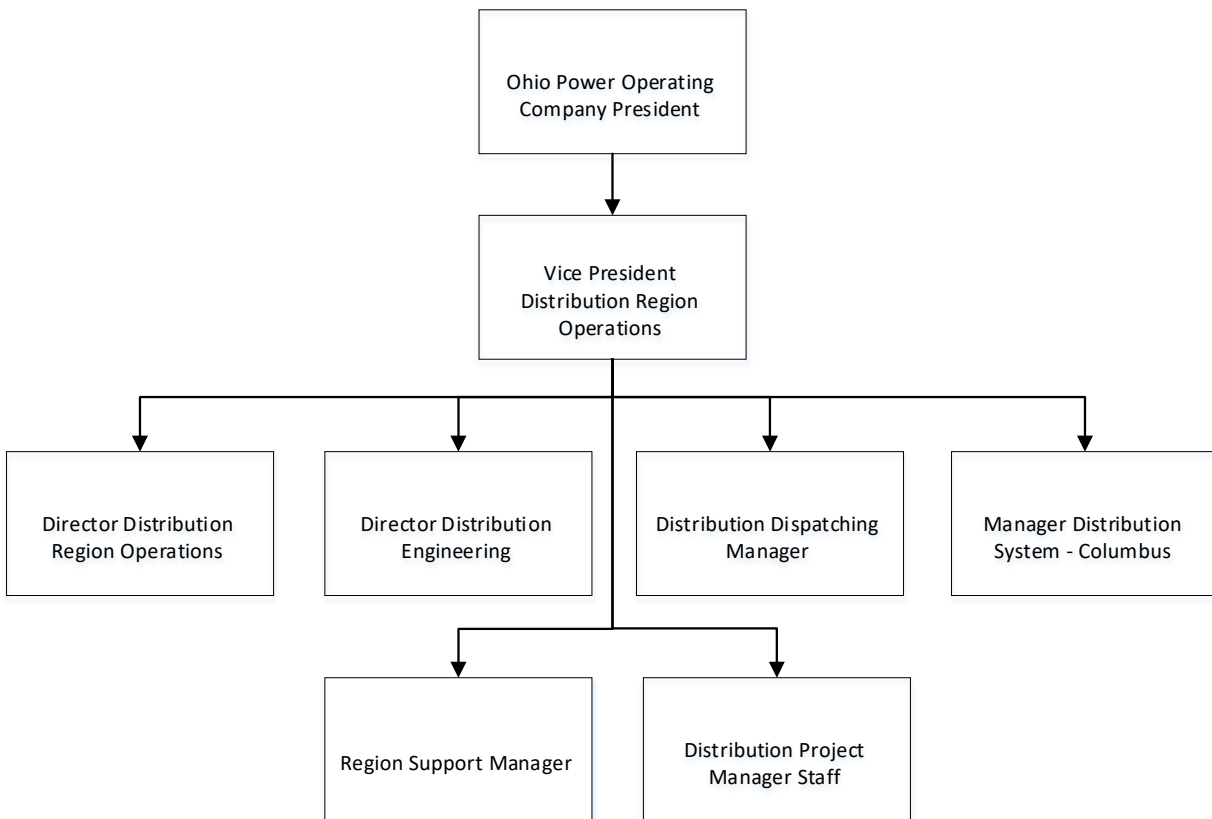 Ohio Power Operating
Company President
Vice President
Distribution Region
Operations
Director Distribution
Region Operations
Director Distribution
Engineering
Distribution Dispatching
Manager
Manager Distribution
System - Columbus
Region Support Manager
Distribution Project
Manager Staff